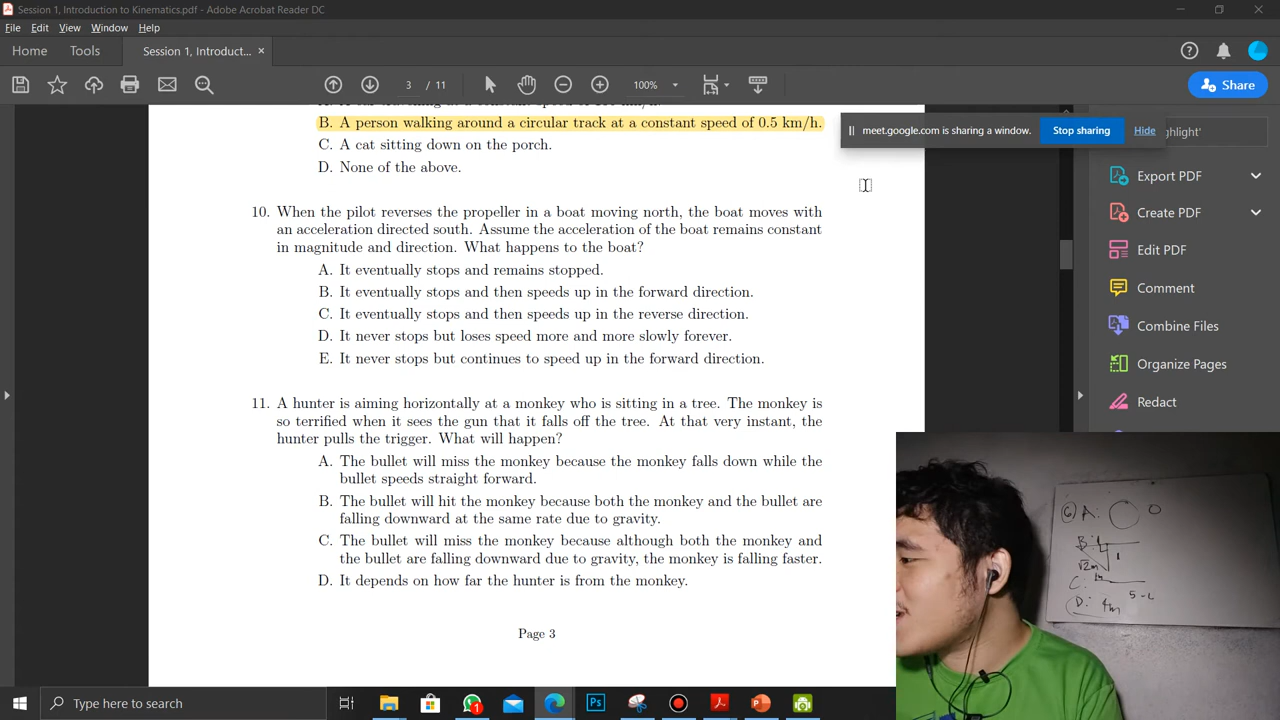 Session 1, Introduction to Kinematics.pdf - Adobe Acrobat Reader DC
File Edit View Window Help
Home Tools Session 1, Introduct... ×
3 / 11 100% Share
B. A person walking around a circular track at a constant speed of 0.5 km/h.
C. A cat sitting down on the porch.
D. None of the above.
10. When the pilot reverses the propeller in a boat moving north, the boat moves with
an acceleration directed south. Assume the acceleration of the boat remains constant
in magnitude and direction. What happens to the boat?
A. It eventually stops and remains stopped.
B. It eventually stops and then speeds up in the forward direction.
C. It eventually stops and then speeds up in the reverse direction.
D. It never stops but loses speed more and more slowly forever.
E. It never stops but continues to speed up in the forward direction.
11. A hunter is aiming horizontally at a monkey who is sitting in a tree. The monkey is
so terrified when it sees the gun that it falls off the tree. At that very instant, the
hunter pulls the trigger. What will happen?
A. The bullet will miss the monkey because the monkey falls down while the
bullet speeds straight forward.
B. The bullet will hit the monkey because both the monkey and the bullet are
falling downward at the same rate due to gravity.
C. The bullet will miss the monkey because although both the monkey and
the bullet are falling downward due to gravity, the monkey is falling faster.
D. It depends on how far the hunter is from the monkey.
Page 3
meet.google.com is sharing a window. Stop sharing Hide
Export PDF
Create PDF
Edit PDF
Comment
Combine Files
Organize Pages
Redact
6 A: 0
B: 1
√2m 1
C:
D: 4m
Type here to search
1
Ps